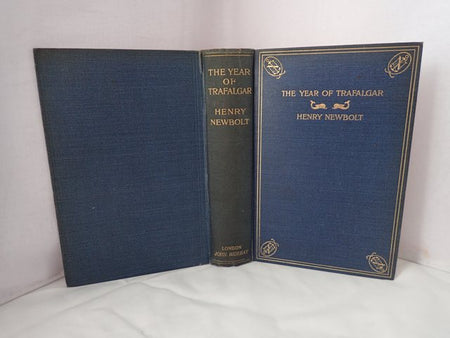 THE YEAR
OF
TRAFALGAR
HENRY
NEWBOLT
LONDON
JOHN MURRAY
THE YEAR OF TRAFALGAR
HENRY NEWBOLT